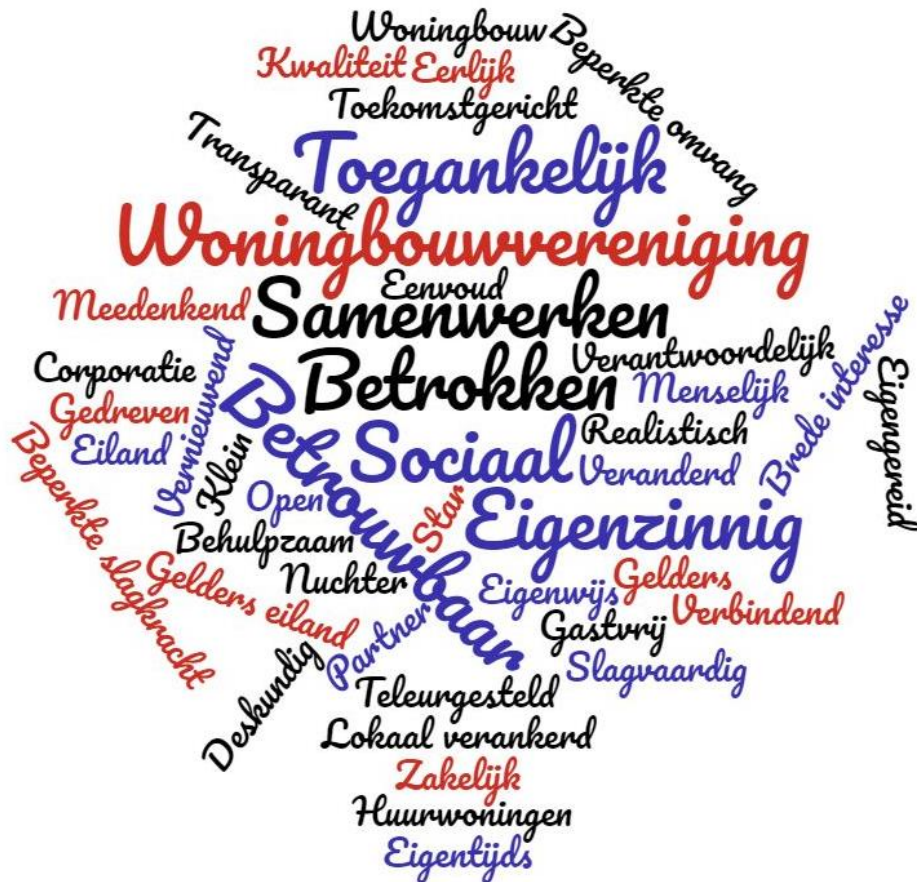 Woningbouw
Beperkte omvang
Kwaliteit
Eerlijk
Toekomstgericht
Transparant
Toegankelijk
Woningbouwvereniging
Eenvoud
Meedenkend
Samenwerken
Verantwoordelijk
Brede interesse
Eigengereid
Corporatie
Vernieuwend
Betrokken
Menselijk
Gedreven
Betrouwbaar
Realistisch
Eiland
Klein
Sociaal
Veranderd
Beperkte slagkracht
Open
Star
Eigenzinnig
Behulpzaam
Gelders eiland
Nuchter
Eigenwijs
Gelders
Verbindend
Partner
Gastvrij
Slagvaardig
Deskundig
Teleurgesteld
Lokaal verankerd
Zakelijk
Huurwoningen
Eigentijds